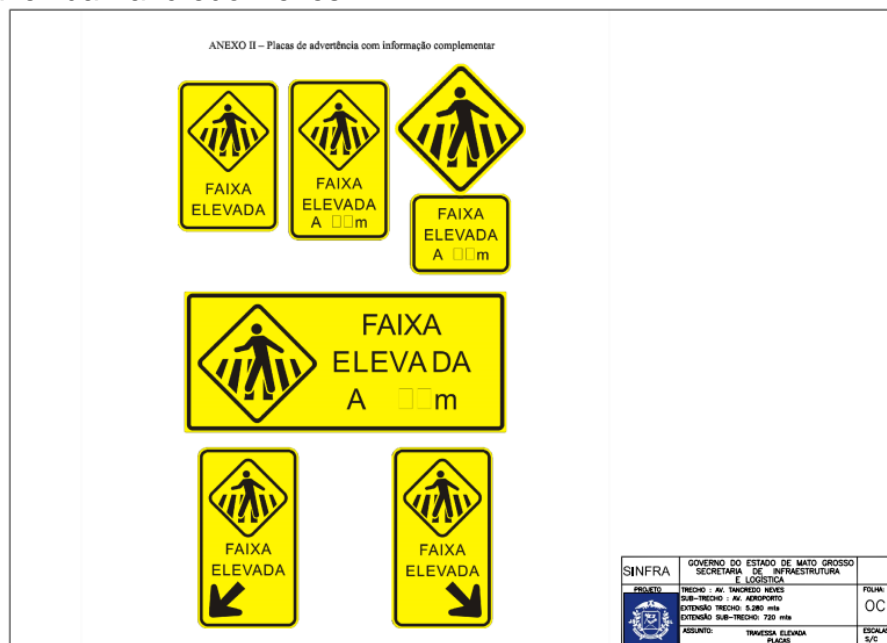 ANEXO II – Placas de advertência com informação complementar
FAIXA
ELEVADA
FAIXA
ELEVADA
A □□m
FAIXA
ELEVADA
A □□m
FAIXA
ELEVADA
A □□m
FAIXA
ELEVADA
FAIXA
ELEVADA
SINFRA
GOVERNO DO ESTADO DE MATO GROSSO
SECRETARIA DE INFRAESTRUTURA
E LOGÍSTICA
PROJETO
TRECHO : AV. TANCREDO NEVES
SUB-TRECHO : AV. AEROPORTO
EXTENSÃO TRECHO: 5.280 mts
EXTENSÃO SUB-TRECHO: 720 mts
FOLHA:
OC
ASSUNTO:
TRAVESSA ELEVADA
PLACAS
ESCALAS
S/C